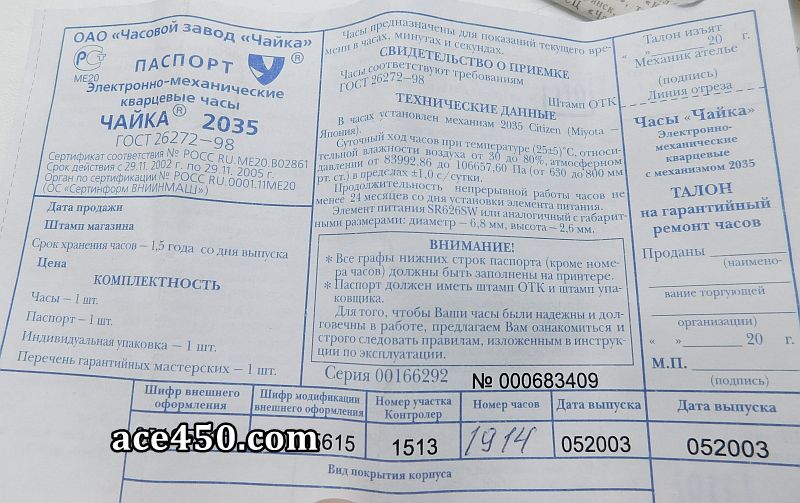 ОАО «Часовой завод «Чайка»
РСТ
МЕ20
ПАСПОРТ
®
Электронно-механические
кварцевые часы
ЧАЙКА® 2035
ГОСТ 26272–98
Сертификат соответствия № РОСС RU.ME20.B02861
Срок действия с 29.11. 2002 г. по 29.11. 2005 г.
Орган по сертификации № РОСС RU.0001.11МЕ20
(ОС «Сертинформ ВНИИНМАШ»)
Дата продажи
Штамп магазина
Срок хранения часов – 1,5 года со дня выпуска
Цена
КОМПЛЕКТНОСТЬ
Часы – 1 шт.
Паспорт – 1 шт.
Индивидуальная упаковка – 1 шт.
Перечень гарантийных мастерских – 1 шт.
Часы предназначены для показаний текущего вре-
мени в часах, минутах и секундах.
СВИДЕТЕЛЬСТВО О ПРИЕМКЕ
Часы соответствуют требованиям
ГОСТ 26272–98
Штамп ОТК
ТЕХНИЧЕСКИЕ ДАННЫЕ
В часах установлен механизм 2035 Citizen (Miyota –
Япония).
Суточный ход часов при температуре (25±5)°С, относи-
тельной влажности воздуха от 30 до 80%, атмосферном
давлении от 83992,86 до 106657,60 Па (от 630 до 800 мм
рт. ст.) в пределах ±1,0 с/сутки.
Продолжительность непрерывной работы часов не
менее 24 месяцев со дня установки элемента питания.
Элемент питания SR626SW или аналогичный с габарит-
ными размерами: диаметр – 6,8 мм, высота – 2,6 мм.
ВНИМАНИЕ!
* Все графы нижних строк паспорта (кроме номе-
ра часов) должны быть заполнены на принтере.
* Паспорт должен иметь штамп ОТК и штамп упа-
ковщика.
Для того, чтобы Ваши часы были надежны и дол-
говечны в работе, предлагаем Вам ознакомиться и
строго следовать правилам, изложенным в инструк-
ции по эксплуатации.
Серия 00166292 № 000683409
Талон изъят
« » 20 г.
Механик ателье
(подпись)
Линия отреза
Часы «Чайка»
Электронно-
механические
кварцевые
с механизмом 2035
ТАЛОН
на гарантийный
ремонт часов
Проданы
(наимено-
вание торгующей
организации)
« » 20 г.
М.П.
(подпись)
Шифр внешнего
оформления
Шифр модификации
внешнего оформления
Номер участка
Контролер
Номер часов
Дата выпуска
Дата выпуска
615 1513 1914 052003 052003
ace450.com
Вид покрытия корпуса